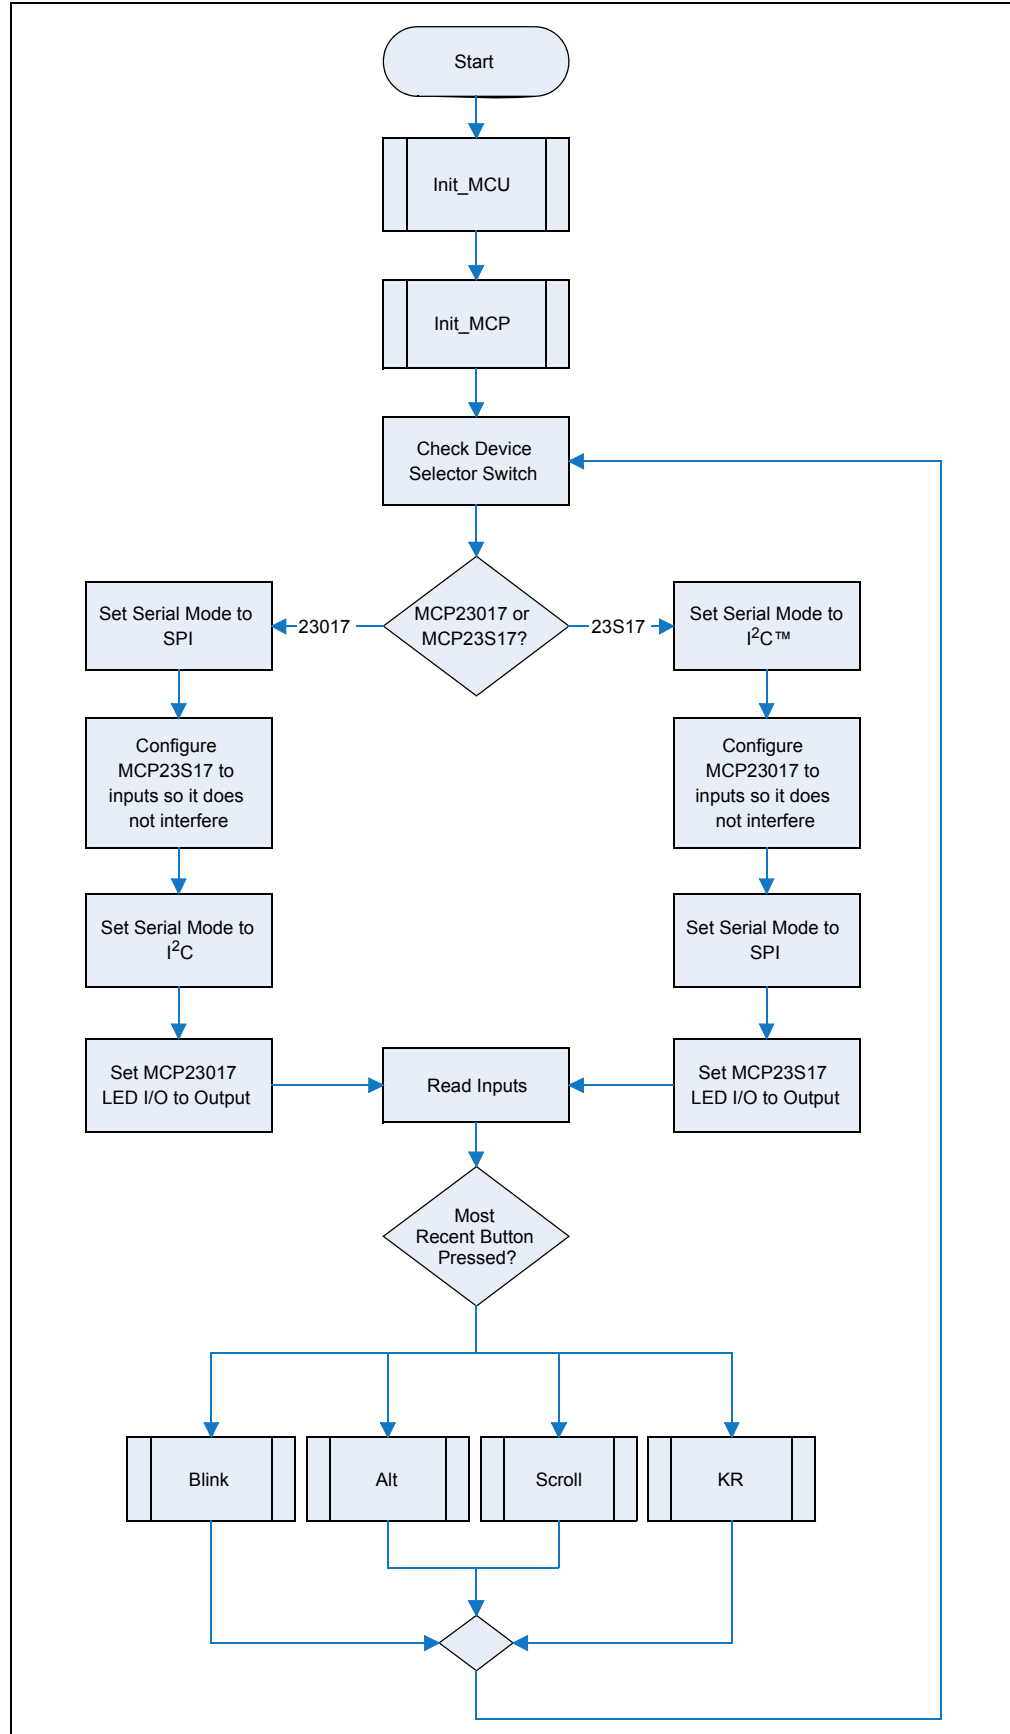 Start
Init_MCU
Init_MCP
Check Device
Selector Switch
MCP23017 or
MCP23S17?
23017
23S17
Set Serial Mode to
SPI
Configure
MCP23S17 to
inputs so it does
not interfere
Set Serial Mode to
I²C
Set MCP23017
LED I/O to Output
Set Serial Mode to
I²C™
Configure
MCP23017 to
inputs so it does
not interfere
Set Serial Mode to
SPI
Set MCP23S17
LED I/O to Output
Read Inputs
Most
Recent Button
Pressed?
Blink
Alt
Scroll
KR